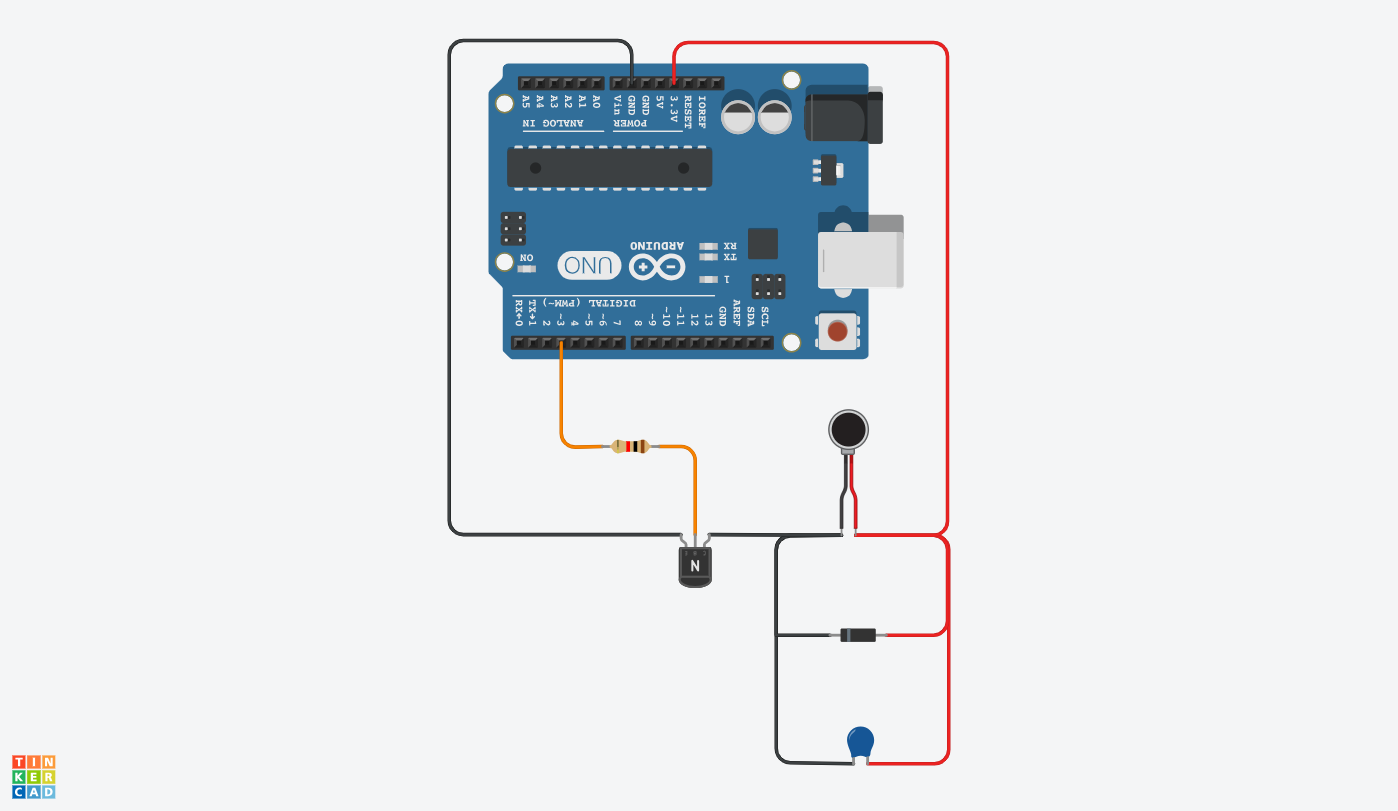 A5 A4 A3 A2 A1 A0 Vin GND GND 5V 3.3V RESET IOREF
ANALOG IN POWER
ARDUINO
UNO
ON
RX
TX
1
DIGITAL (PWM~)
RX←0 TX→1 2 ~3 4 ~5 ~6 7 8 ~9 ~10 ~11 12 13 GND AREF SDA SCL
N
TIN
KER
CAD